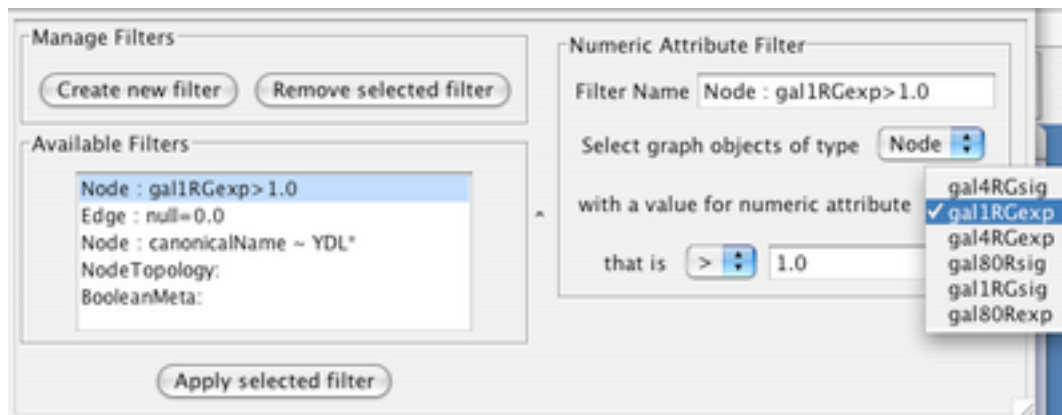 Manage Filters
Create new filter
Remove selected filter
Available Filters
Node : gal1RGexp>1.0
Edge : null=0.0
Node : canonicalName ~ YDL*
NodeTopology:
BooleanMeta:
Apply selected filter
Numeric Attribute Filter
Filter Name Node : gal1RGexp>1.0
Select graph objects of type Node
with a value for numeric attribute
gal4RGsig
✓ gal1RGexp
gal4RGexp
gal80Rsig
gal1RGsig
gal80Rexp
that is > 1.0